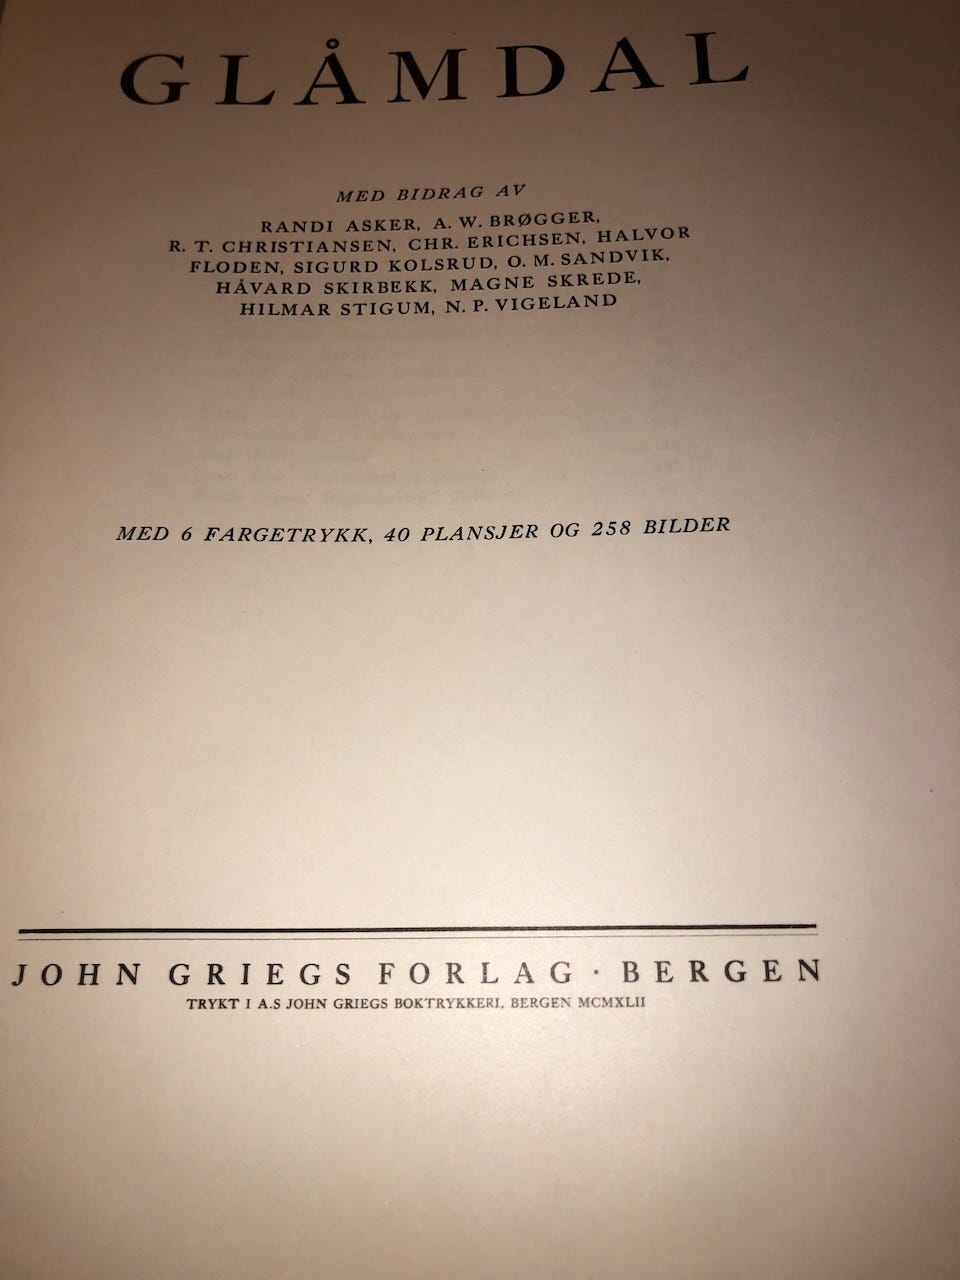 GLÅMDAL
MED BIDRAG AV
RANDI ASKER, A. W. BRØGGER,
R. T. CHRISTIANSEN, CHR. ERICHSEN, HALVOR
FLODEN, SIGURD KOLSRUD, O. M. SANDVIK,
HÅVARD SKIRBEKK, MAGNE SKREDE,
HILMAR STIGUM, N. P. VIGELAND
MED 6 FARGETRYKK, 40 PLANSJER OG 258 BILDER
JOHN GRIEGS FORLAG · BERGEN
TRYKT I A.S JOHN GRIEGS BOKTRYKKERI, BERGEN MCMXLII